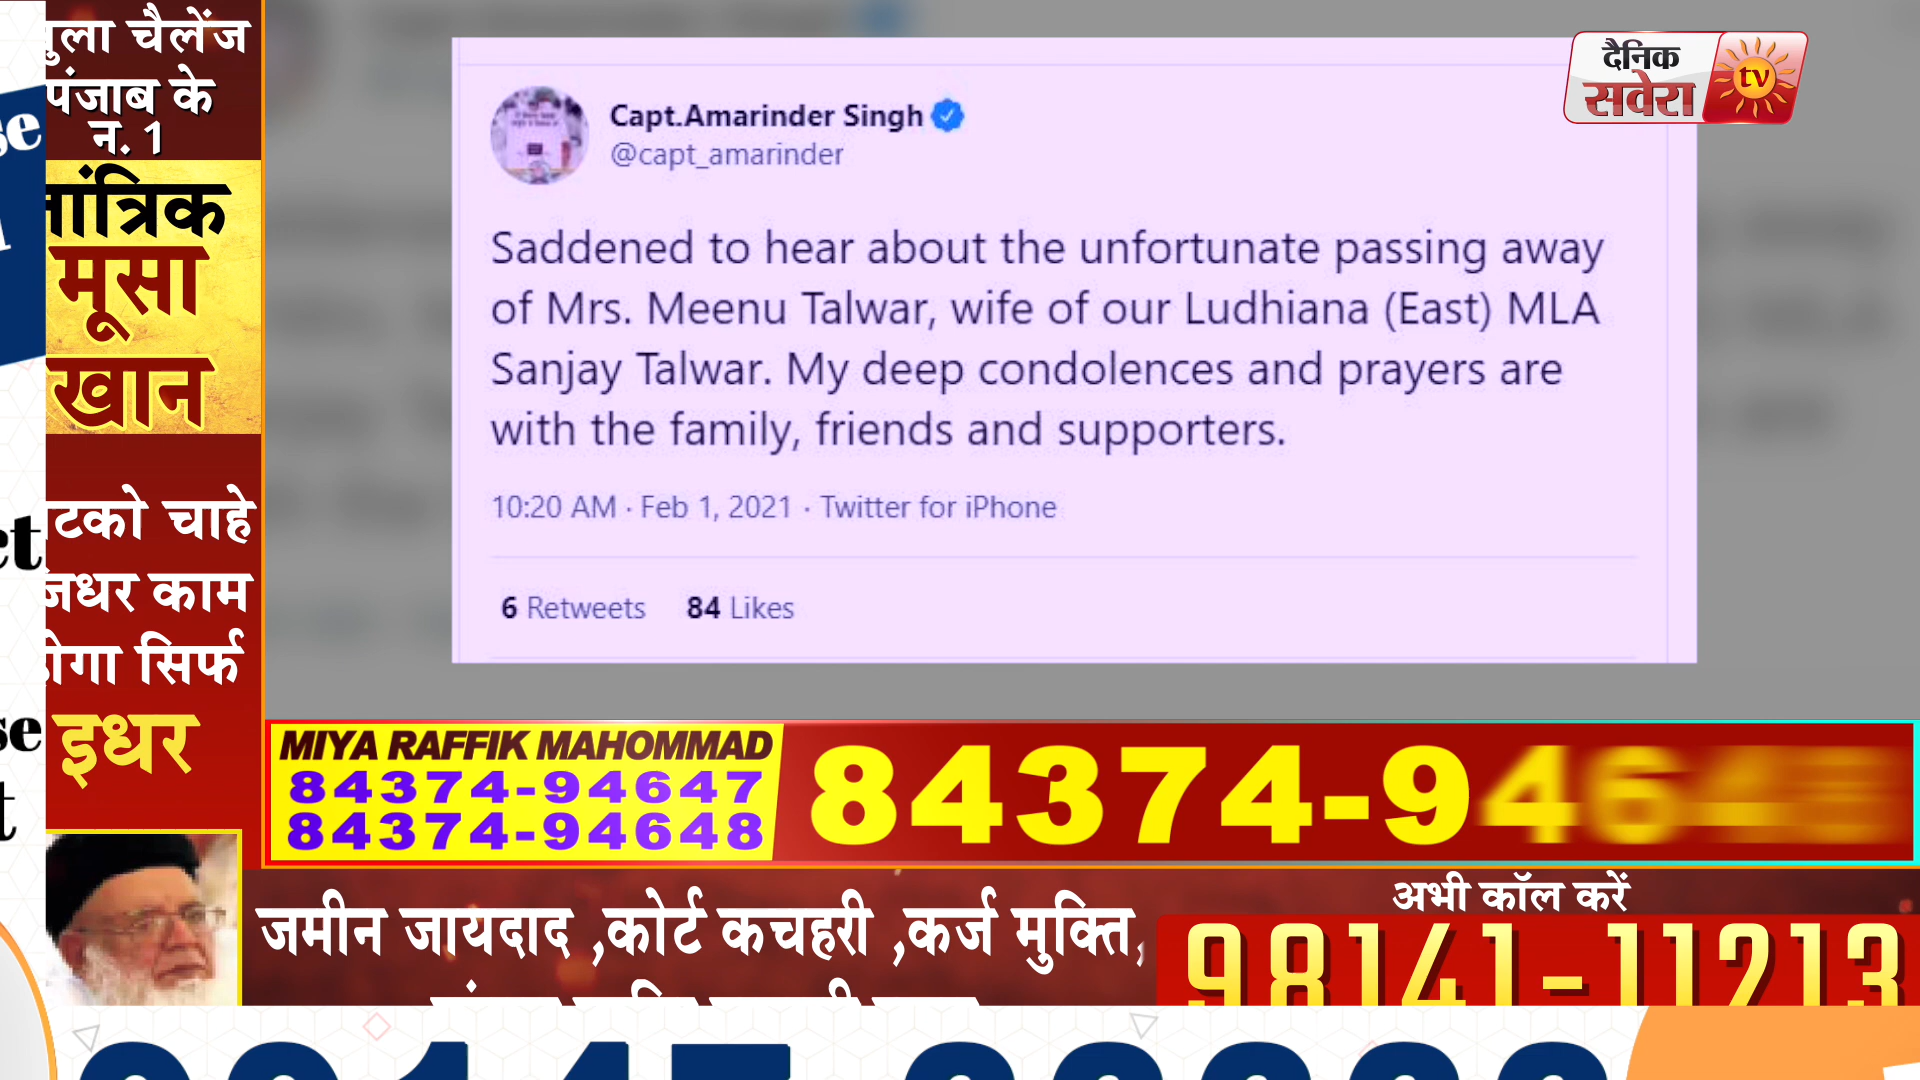 चैलेंज
पंजाब के
न. 1
मूसा
खान
चाहे
काम
सिर्फ
इधर
दैनिक
सवेरा
tv
Capt.Amarinder Singh
@capt_amarinder
Saddened to hear about the unfortunate passing away
of Mrs. Meenu Talwar, wife of our Ludhiana (East) MLA
Sanjay Talwar. My deep condolences and prayers are
with the family, friends and supporters.
10:20 AM · Feb 1, 2021 · Twitter for iPhone
6 Retweets 84 Likes
MIYA RAFFIK MAHOMMAD
84374-94647
84374-94648
जमीन जायदाद ,कोर्ट कचहरी ,कर्ज मुक्ति,
अभी कॉल करें
98141-11213